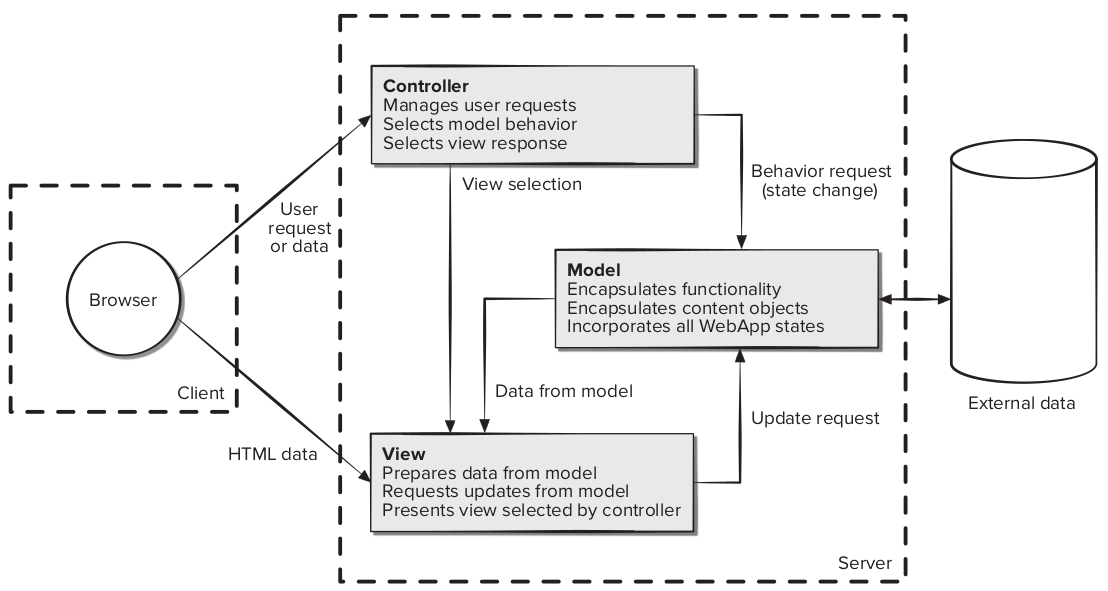 Controller
Manages user requests
Selects model behavior
Selects view response
View selection
Behavior request
(state change)
User
request
or data
Browser
Client
Model
Encapsulates functionality
Encapsulates content objects
Incorporates all WebApp states
Data from model
External data
Update request
HTML data
View
Prepares data from model
Requests updates from model
Presents view selected by controller
Server